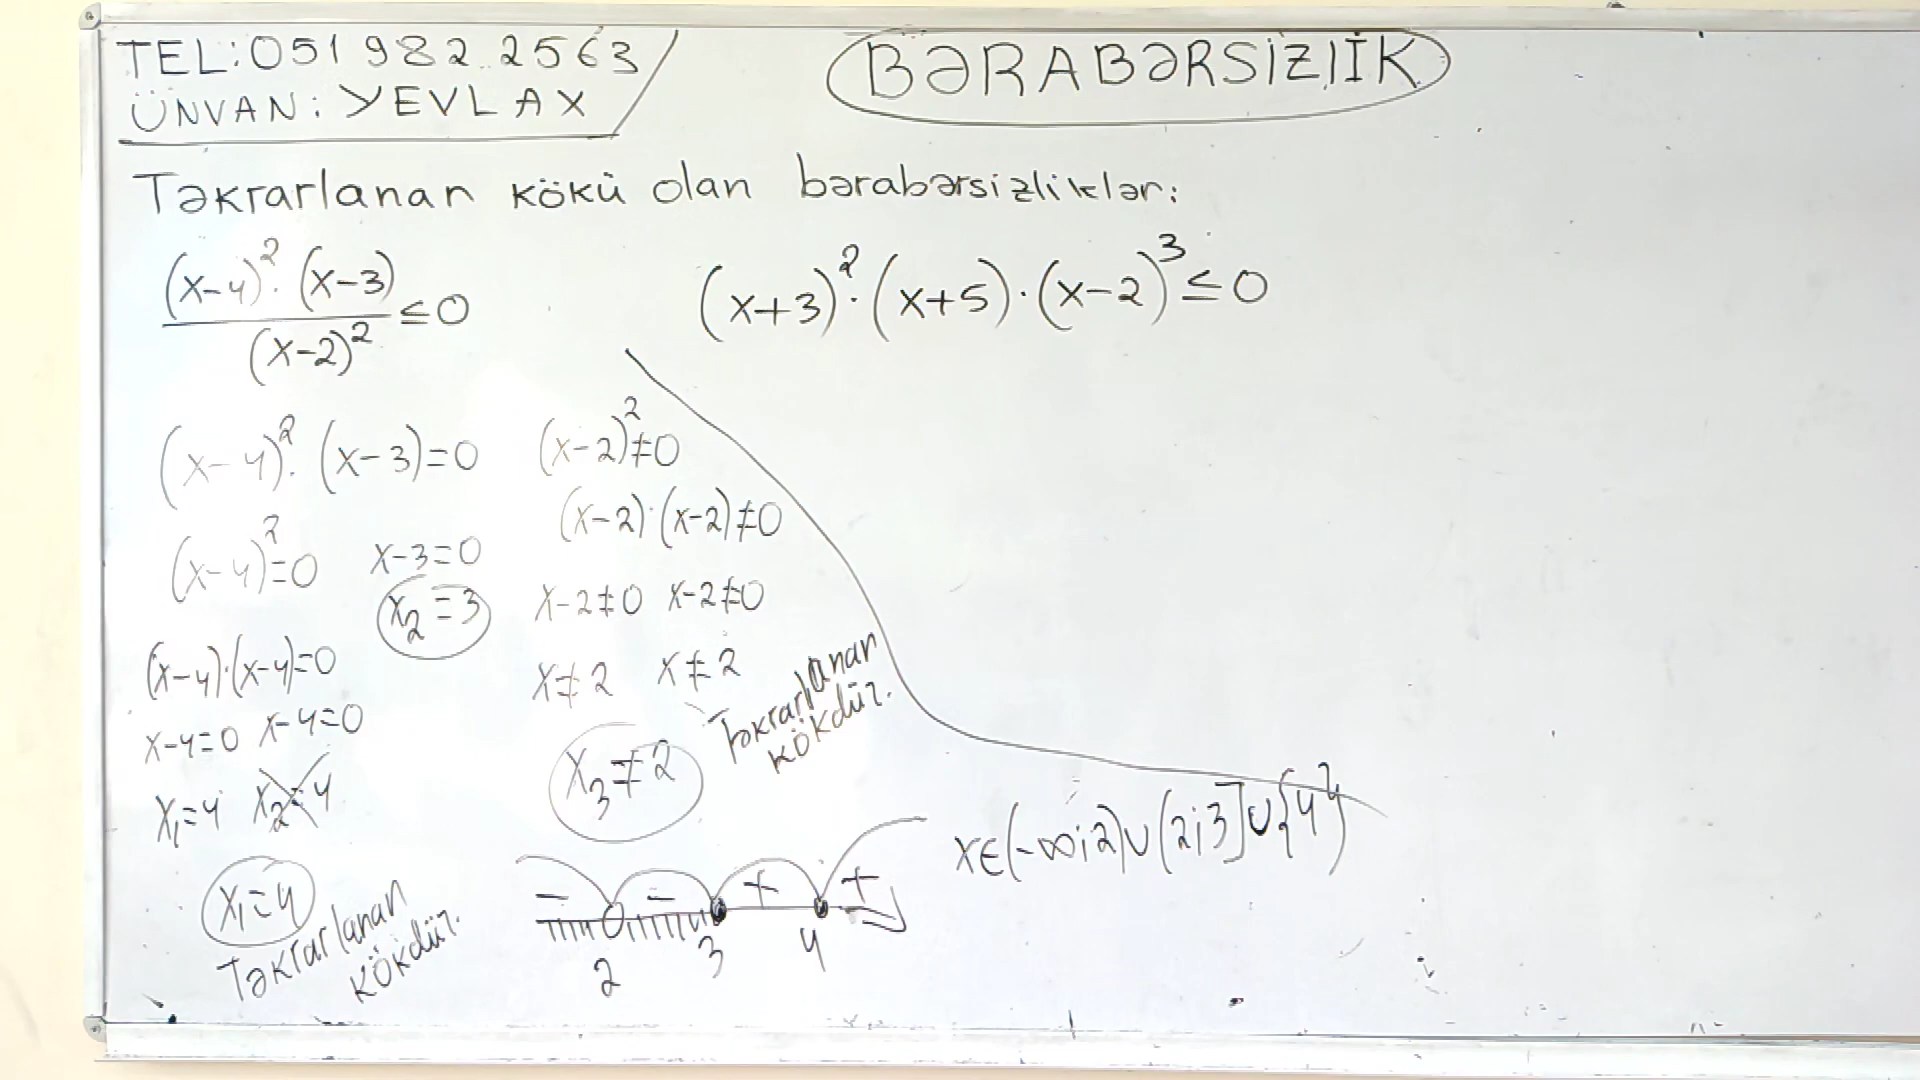 TEL: 051 982 2563
ÜNVAN: YEVLAX
BƏRABƏRSİZLİK
Təkrarlanan kökü olan bərabərsizliklər:
(x-4)²·(x-3)
(x-2)² ≤0
(x+3)²·(x+5)·(x-2)³≤0
(x-4)²·(x-3)=0
(x-4)²=0 x-3=0
x₂=3
(x-4)·(x-4)=0
x-4=0 x-4=0
x₁=4 x₂=4
x₁=4
Təkrarlanan
kökdür.
(x-2)²≠0
(x-2)·(x-2)≠0
x-2≠0 x-2≠0
x≠2 x≠2
x₃≠2
Təkrarlanan
kökdür.
- - + +
2 3 4
x∈(-∞;2)∪(2;3]∪{4}